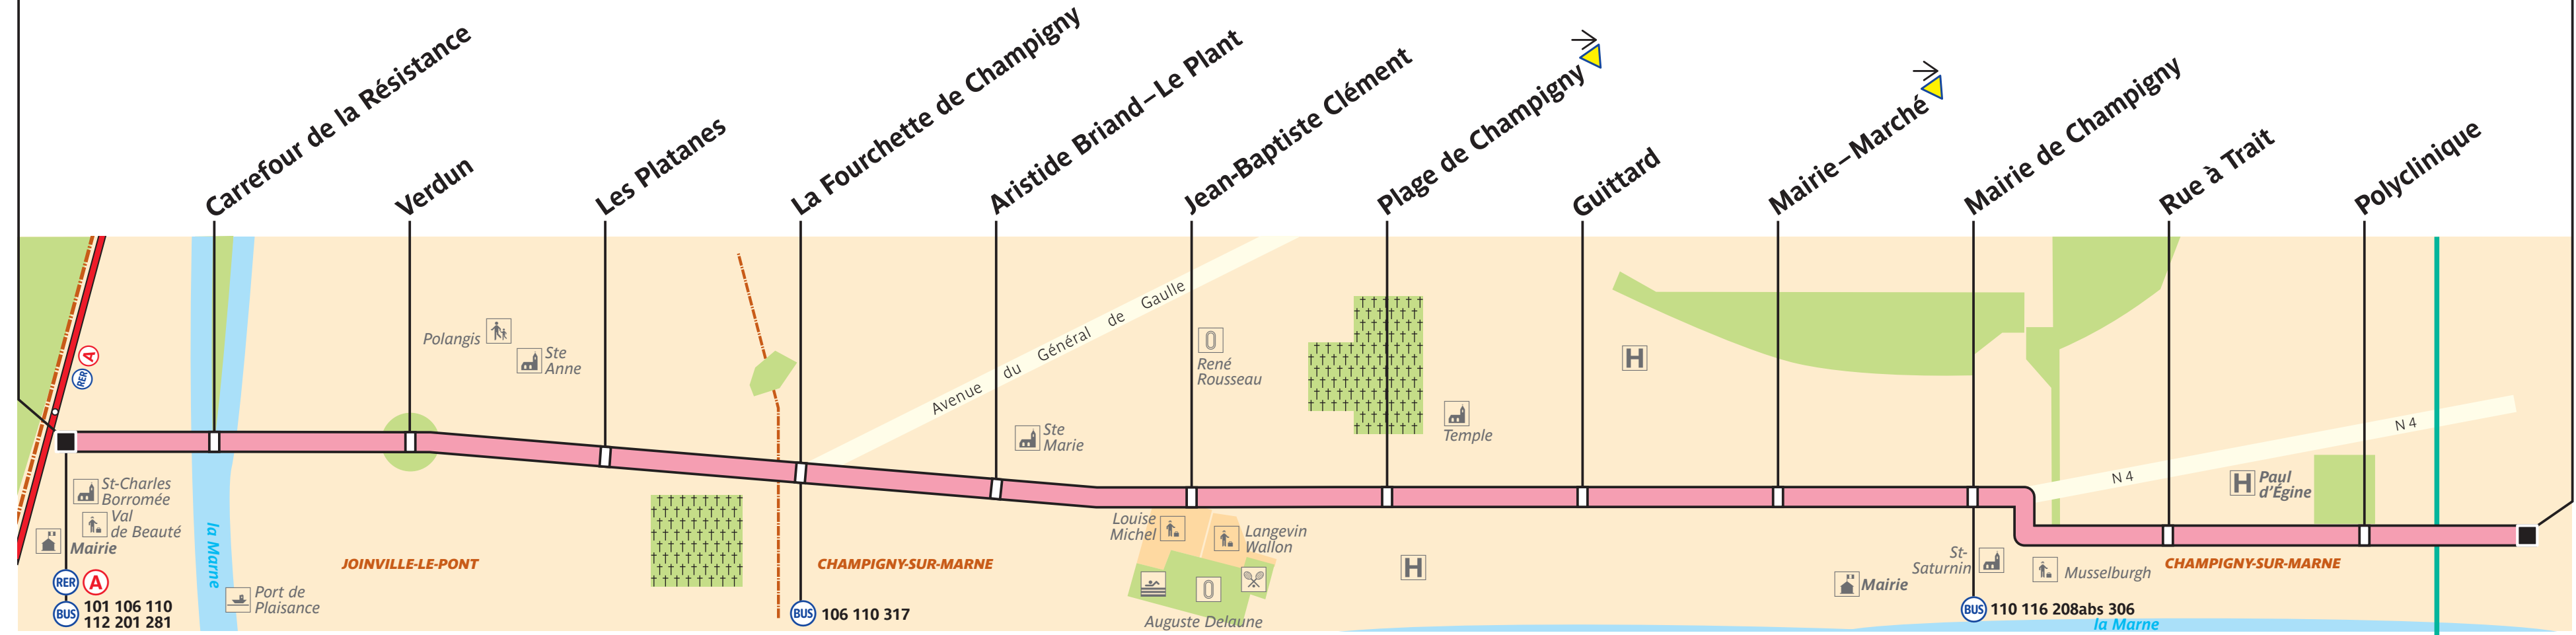 Carrefour de la Résistance
Verdun
Les Platanes
La Fourchette de Champigny
Aristide Briand–Le Plant
Jean-Baptiste Clément
Plage de Champigny
Guittard
Mairie–Marché
Mairie de Champigny
Rue à Trait
Polyclinique
RER A
Polangis
Ste
Anne
Avenue du Général de Gaulle
Ste
Marie
René
Rousseau
H
Temple
N 4
N 4
H
Paul
d'Égine
St-Charles
Borromée
Val
de Beauté
Mairie
RER A
BUS
101 106 110
112 201 281
la Marne
Port de
Plaisance
JOINVILLE-LE-PONT
CHAMPIGNY-SUR-MARNE
BUS 106 110 317
Louise
Michel
Langevin
Wallon
Auguste Delaune
H
Mairie
St-
Saturnin
Musselburgh
CHAMPIGNY-SUR-MARNE
BUS 110 116 208abs 306
la Marne